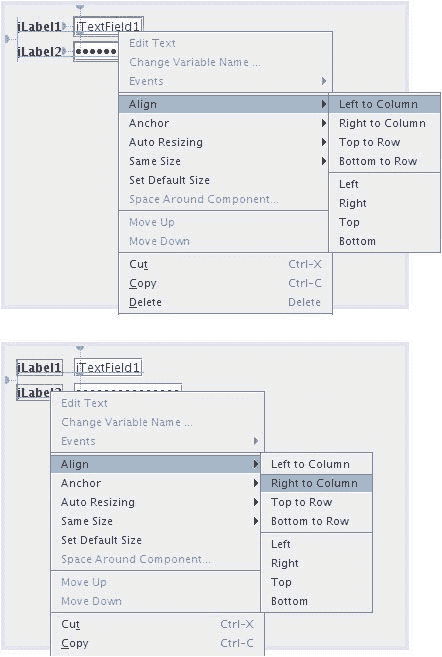 jLabel1 jTextField1
jLabel2
Edit Text
Change Variable Name ...
Events
Align
Left to Column
Anchor
Right to Column
Auto Resizing
Top to Row
Same Size
Bottom to Row
Set Default Size
Left
Space Around Component...
Right
Move Up
Top
Move Down
Bottom
Cut Ctrl-X
Copy Ctrl-C
Delete Delete
jLabel1 jTextField1
jLabel2
Edit Text
Change Variable Name ...
Events
Align
Left to Column
Anchor
Right to Column
Auto Resizing
Top to Row
Same Size
Bottom to Row
Set Default Size
Left
Space Around Component...
Right
Move Up
Top
Move Down
Bottom
Cut Ctrl-X
Copy Ctrl-C